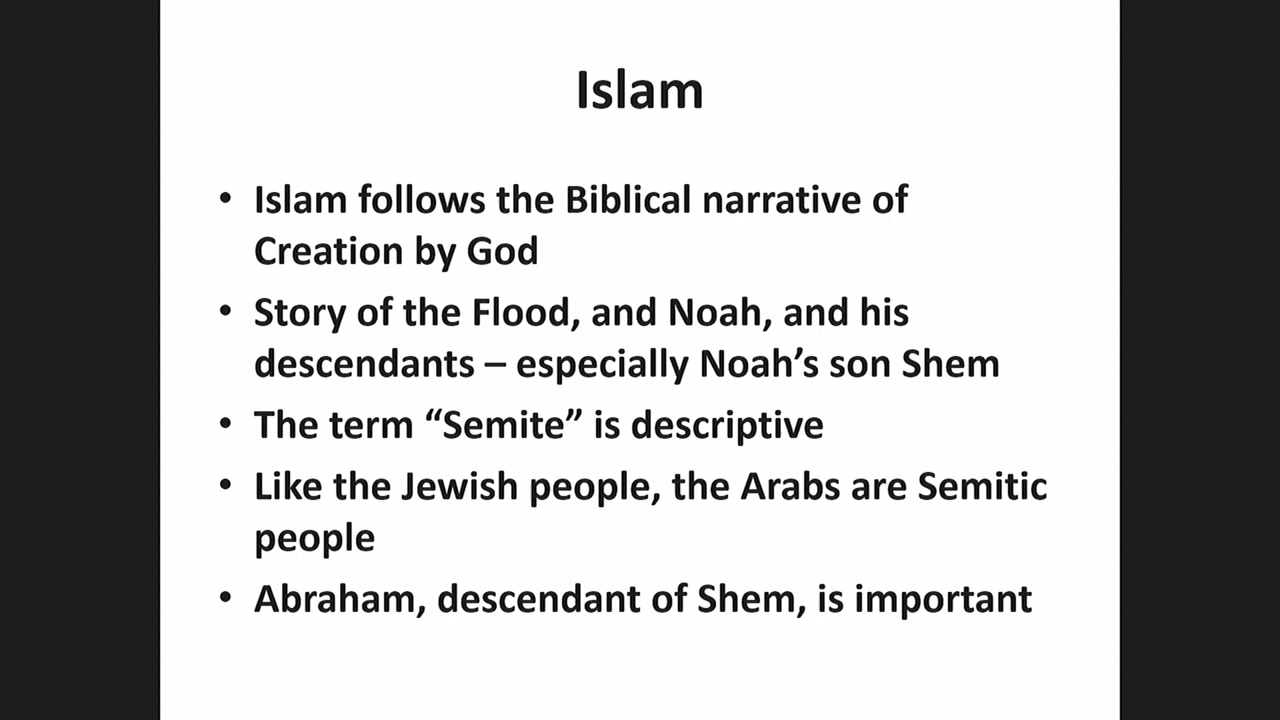 Islam
• Islam follows the Biblical narrative of
Creation by God
• Story of the Flood, and Noah, and his
descendants – especially Noah’s son Shem
• The term “Semite” is descriptive
• Like the Jewish people, the Arabs are Semitic
people
• Abraham, descendant of Shem, is important